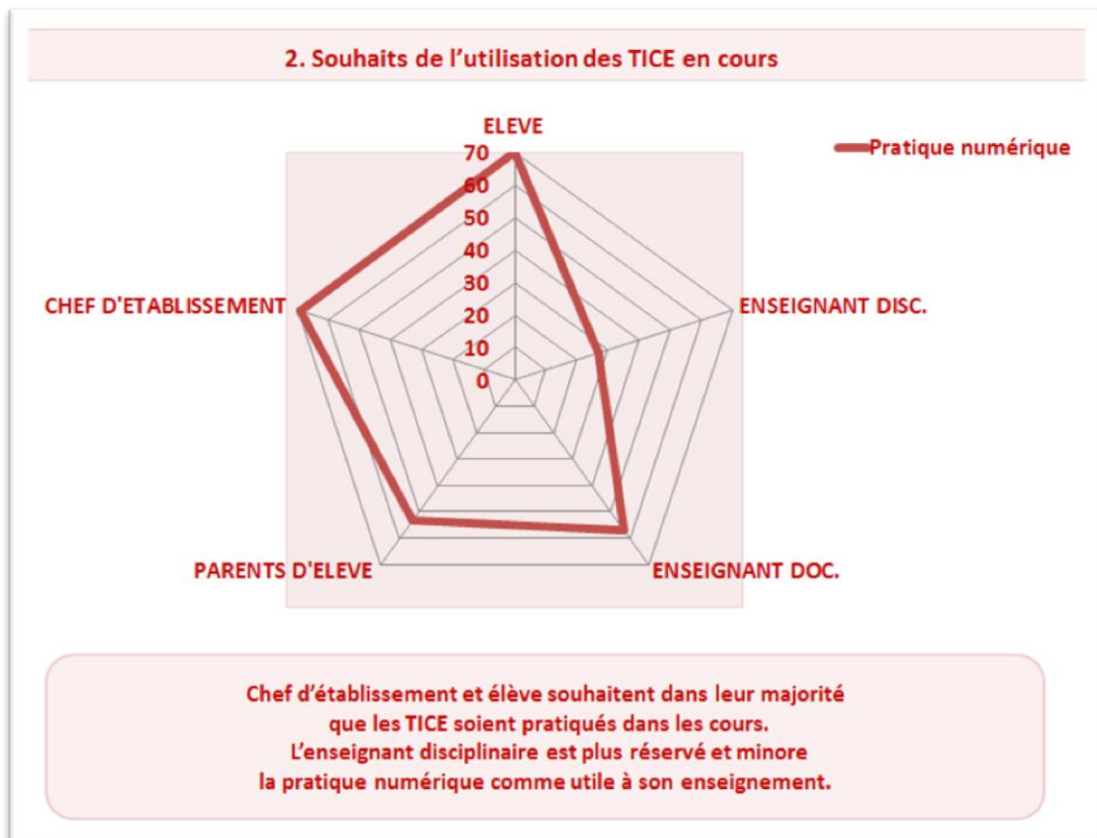 2. Souhaits de l'utilisation des TICE en cours
ELEVE
Pratique numérique
70
60
50
40
30
20
10
0
CHEF D'ETABLISSEMENT
ENSEIGNANT DISC.
PARENTS D'ELEVE
ENSEIGNANT DOC.
Chef d'établissement et élève souhaitent dans leur majorité
que les TICE soient pratiqués dans les cours.
L'enseignant disciplinaire est plus réservé et minore
la pratique numérique comme utile à son enseignement.